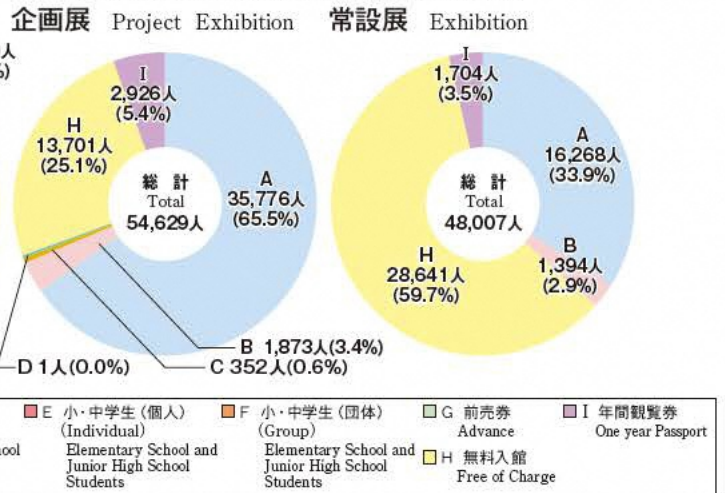 企画展 Project Exhibition
人
%)
I
2,926人
(5.4%)
H
13,701人
(25.1%)
A
35,776人
(65.5%)
総 計
Total
54,629人
B 1,873人(3.4%)
C 352人(0.6%)
D 1人(0.0%)
常設展 Exhibition
I
1,704人
(3.5%)
A
16,268人
(33.9%)
総 計
Total
48,007人
B
1,394人
(2.9%)
H
28,641人
(59.7%)
ool
E 小・中学生(個人)
(Individual)
Elementary School and
Junior High School
Students
F 小・中学生(団体)
(Group)
Elementary School and
Junior High School
Students
G 前売券
Advance
H 無料入館
Free of Charge
I 年間観覧券
One year Passport